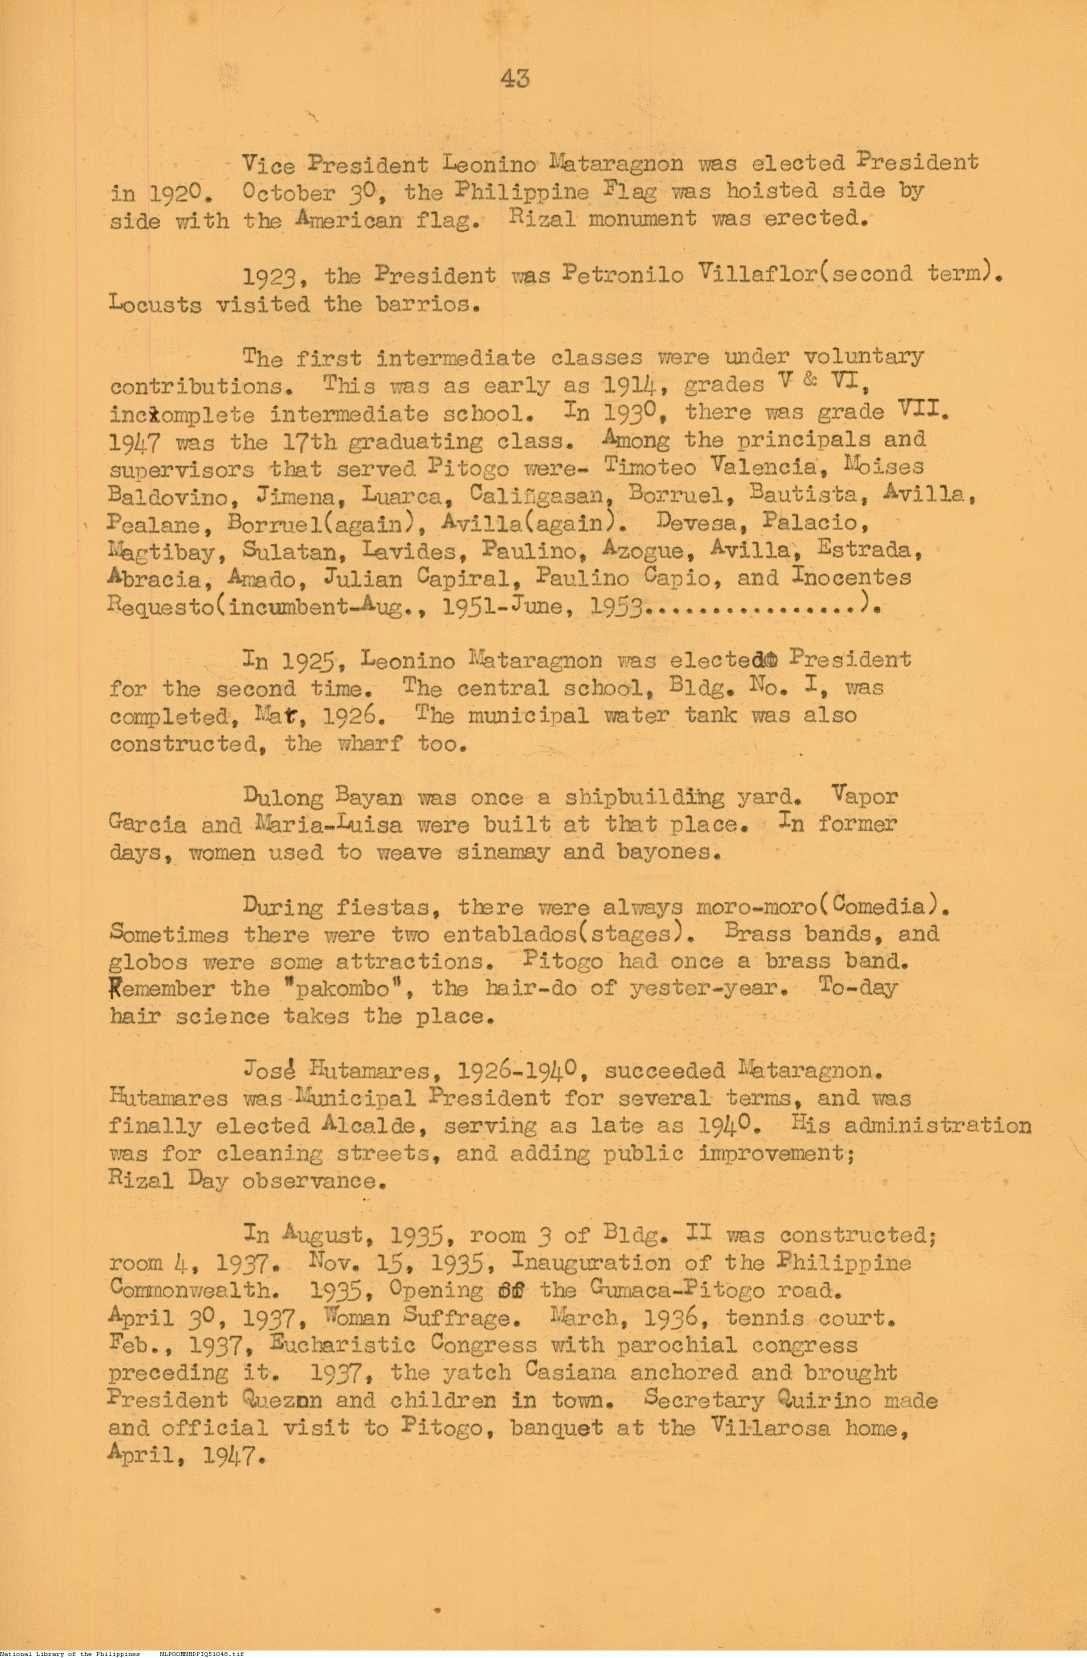 43
Vice President Leonino Mataragnon was elected President
in 1920. October 30, the Philippine Flag was hoisted side by
side with the American flag. Rizal monument was erected.
1923, the President was Petronilo Villaflor(second term).
Locusts visited the barrios.
The first intermediate classes were under voluntary
contributions. This was as early as 1914, grades V & VI,
incxomplete intermediate school. In 1930, there was grade VII.
1947 was the 17th graduating class. Among the principals and
supervisors that served Pitogo were- Timoteo Valencia, Moises
Baldovino, Jimena, Luarca, Caliñgasan, Borruel, Bautista, Avilla,
Pealane, Borruel(again), Avilla(again). Devesa, Palacio,
Magtibay, Sulatan, Lavides, Paulino, Azogue, Avilla, Estrada,
Abracia, Amado, Julian Capiral, Paulino Capio, and Inocentes
Requesto(incumbent-Aug., 1951-June, 1953................).
In 1925, Leonino Mataragnon was elected President
for the second time. The central school, Bldg. No. I, was
completed, Mar, 1926. The municipal water tank was also
constructed, the wharf too.
Dulong Bayan was once a shipbuilding yard. Vapor
Garcia and Maria-Luisa were built at that place. In former
days, women used to weave sinamay and bayones.
During fiestas, there were always moro-moro(Comedia).
Sometimes there were two entablados(stages). Brass bands, and
globos were some attractions. Pitogo had once a brass band.
Remember the "pakombo", the hair-do of yester-year. To-day
hair science takes the place.
José Hutamares, 1926-1940, succeeded Mataragnon.
Hutamares was Municipal President for several terms, and was
finally elected Alcalde, serving as late as 1940. His administration
was for cleaning streets, and adding public improvement;
Rizal Day observance.
In August, 1935, room 3 of Bldg. II was constructed;
room 4, 1937. Nov. 15, 1935, Inauguration of the Philippine
Commonwealth. 1935, Opening of the Gumaca-Pitogo road.
April 30, 1937, Woman Suffrage. March, 1936, tennis court.
Feb., 1937, Eucharistic Congress with parochial congress
preceding it. 1937, the yatch Casiana anchored and brought
President Quezon and children in town. Secretary Quirino made
and official visit to Pitogo, banquet at the Villarosa home,
April, 1947.
National Library of the Philippines NLPOOMNHDPIQ51048.tif